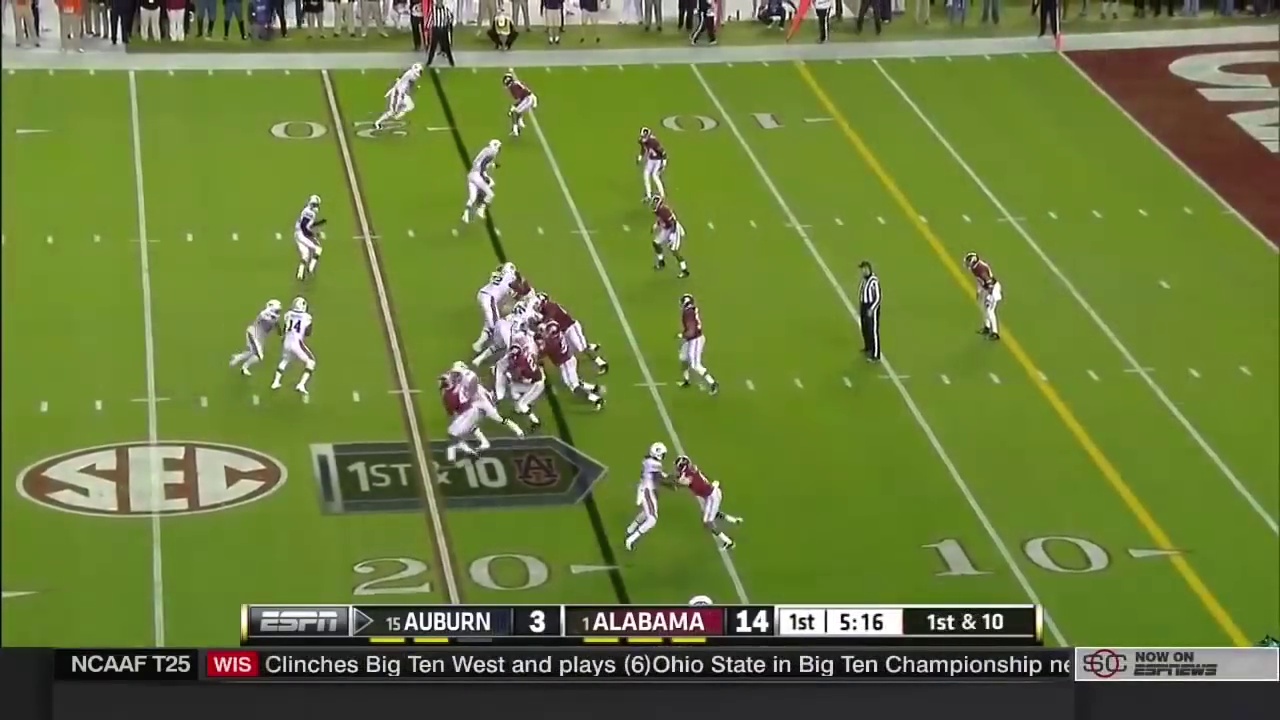 20
10
14
SEC
1ST & 10
20
10
ESPN 15 AUBURN 3 1 ALABAMA 14 1st 5:16 1st & 10
NCAAF T25 WIS Clinches Big Ten West and plays (6)Ohio State in Big Ten Championship ne
NOW ON
ESPNEWS